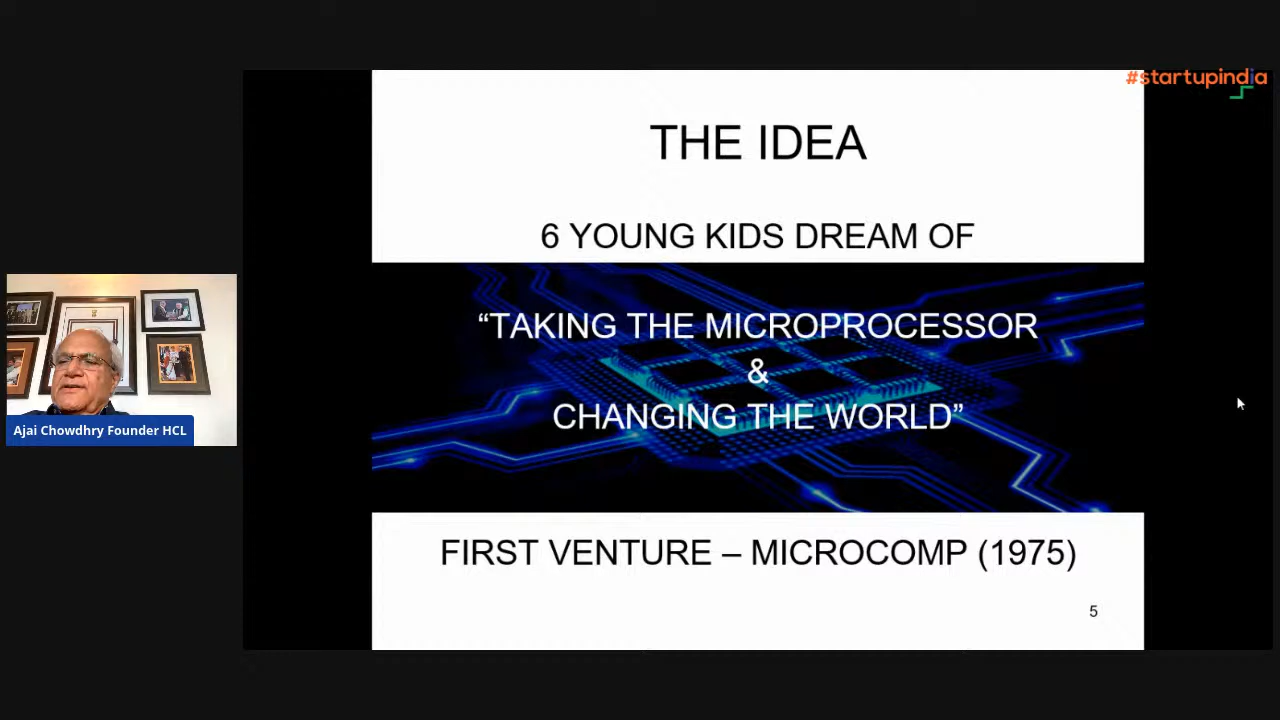 #startupindia
THE IDEA
6 YOUNG KIDS DREAM OF
“TAKING THE MICROPROCESSOR
&
CHANGING THE WORLD”
FIRST VENTURE – MICROCOMP (1975)
5
Ajai Chowdhry Founder HCL